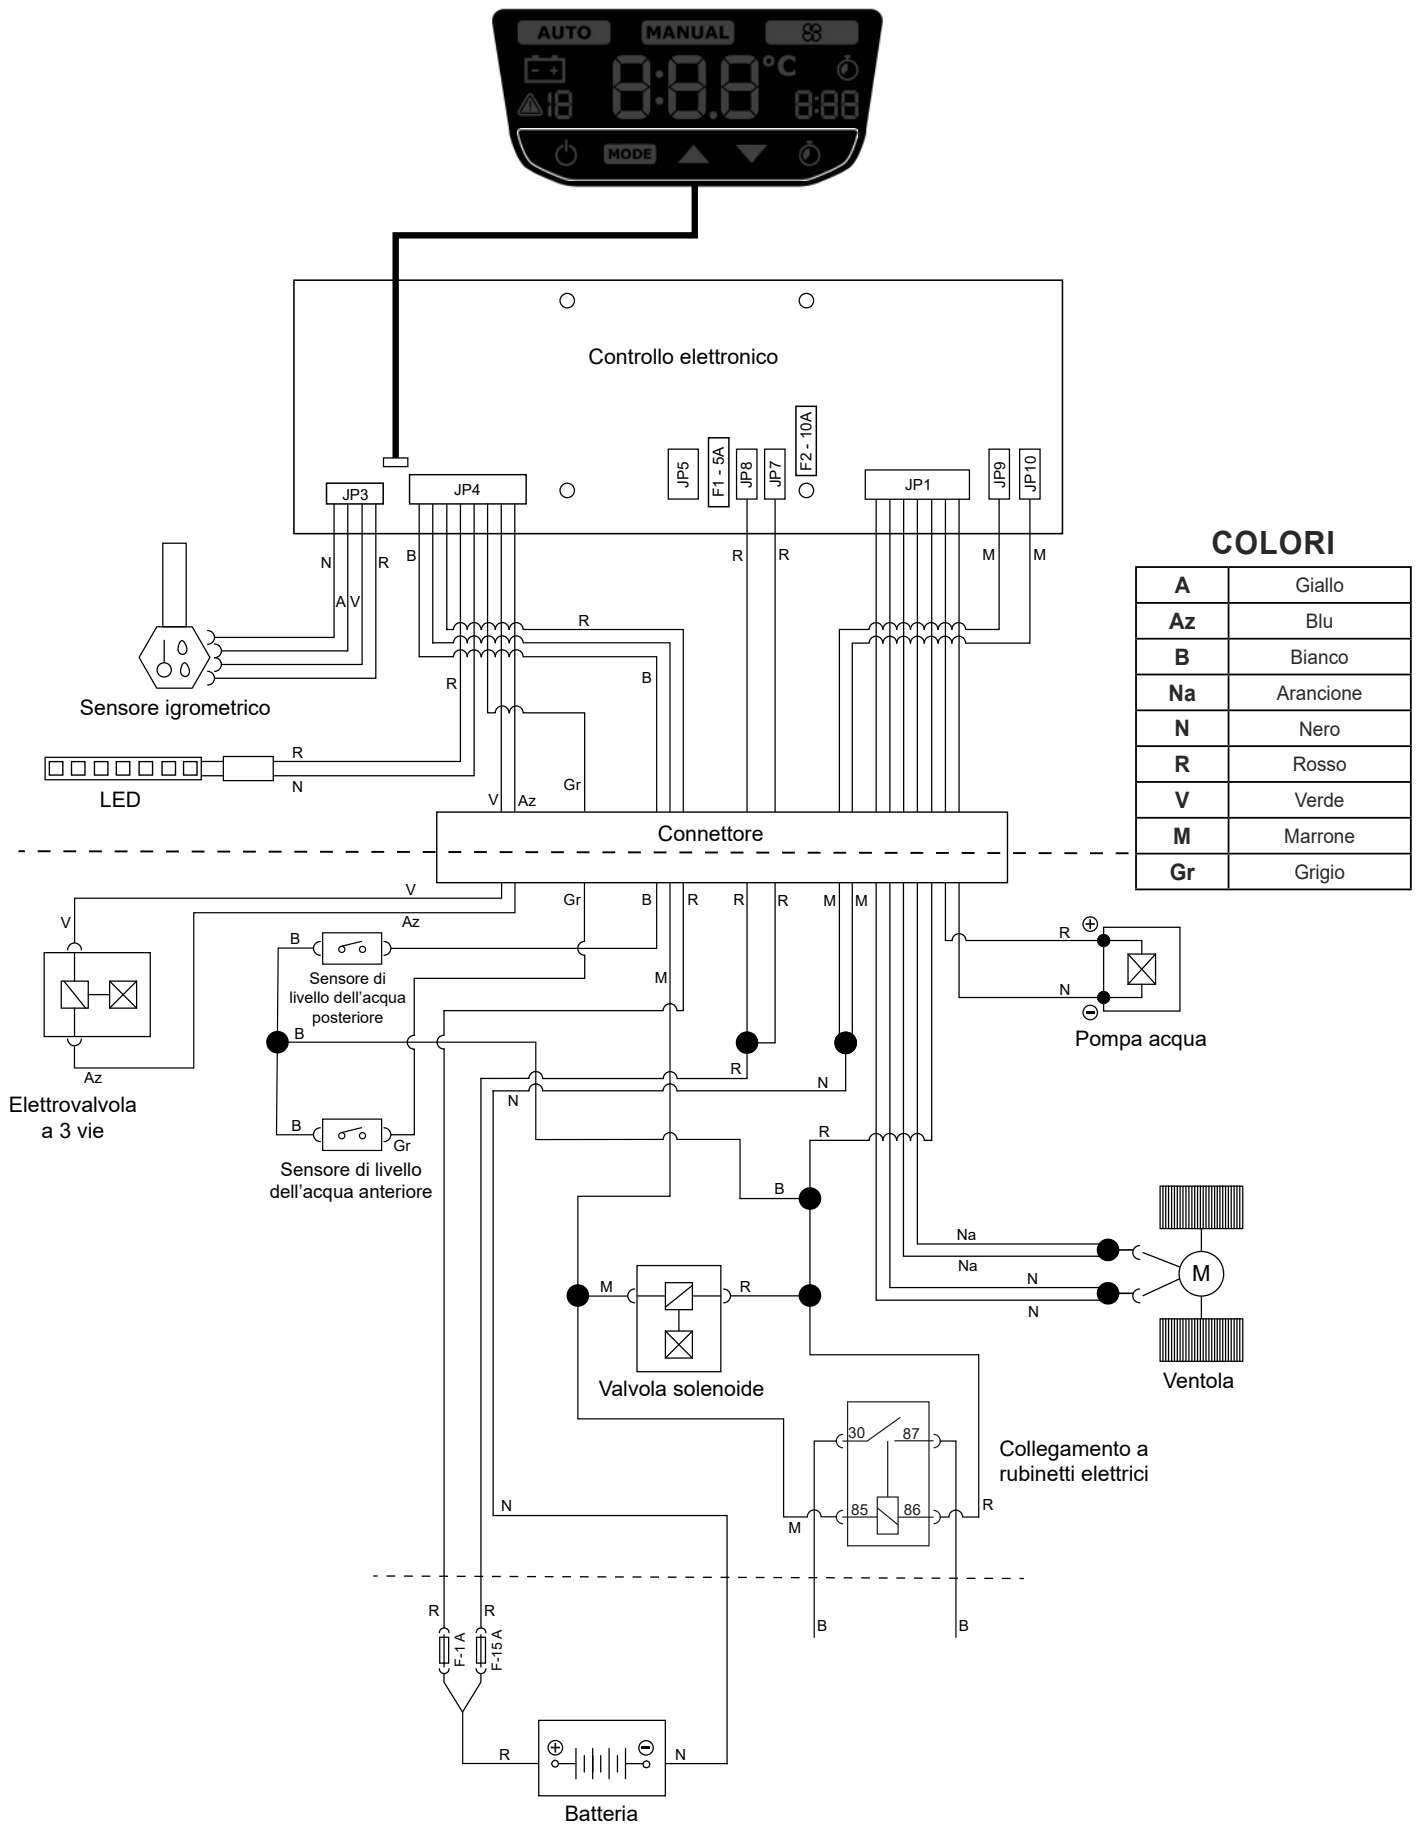 AUTO MANUAL
°C
- +
18 8:8.8 8:88
MODE
Controllo elettronico
JP3
JP4
JP5
F1 - 5A
JP8
JP7
F2 - 10A
JP1
JP9
JP10
N A V R B R R M M
Sensore igrometrico
R
R B
R
N
LED
V Az Gr
Connettore
COLORI
A Giallo
Az Blu
B Bianco
Na Arancione
N Nero
R Rosso
V Verde
M Marrone
Gr Grigio
V Gr B R R R M M
V Az
B
Sensore di
livello dell'acqua
posteriore
M
R
N
Pompa acqua
B
R N
N
Az
Elettrovalvola
a 3 vie
B Gr
Sensore di livello
dell'acqua anteriore
R
B
Na
Na
N
N
M
Ventola
M R
Valvola solenoide
30 87
85 86
M R
Collegamento a
rubinetti elettrici
N
B B
R R
F-1 A
F-15 A
R N
+ -
Batteria